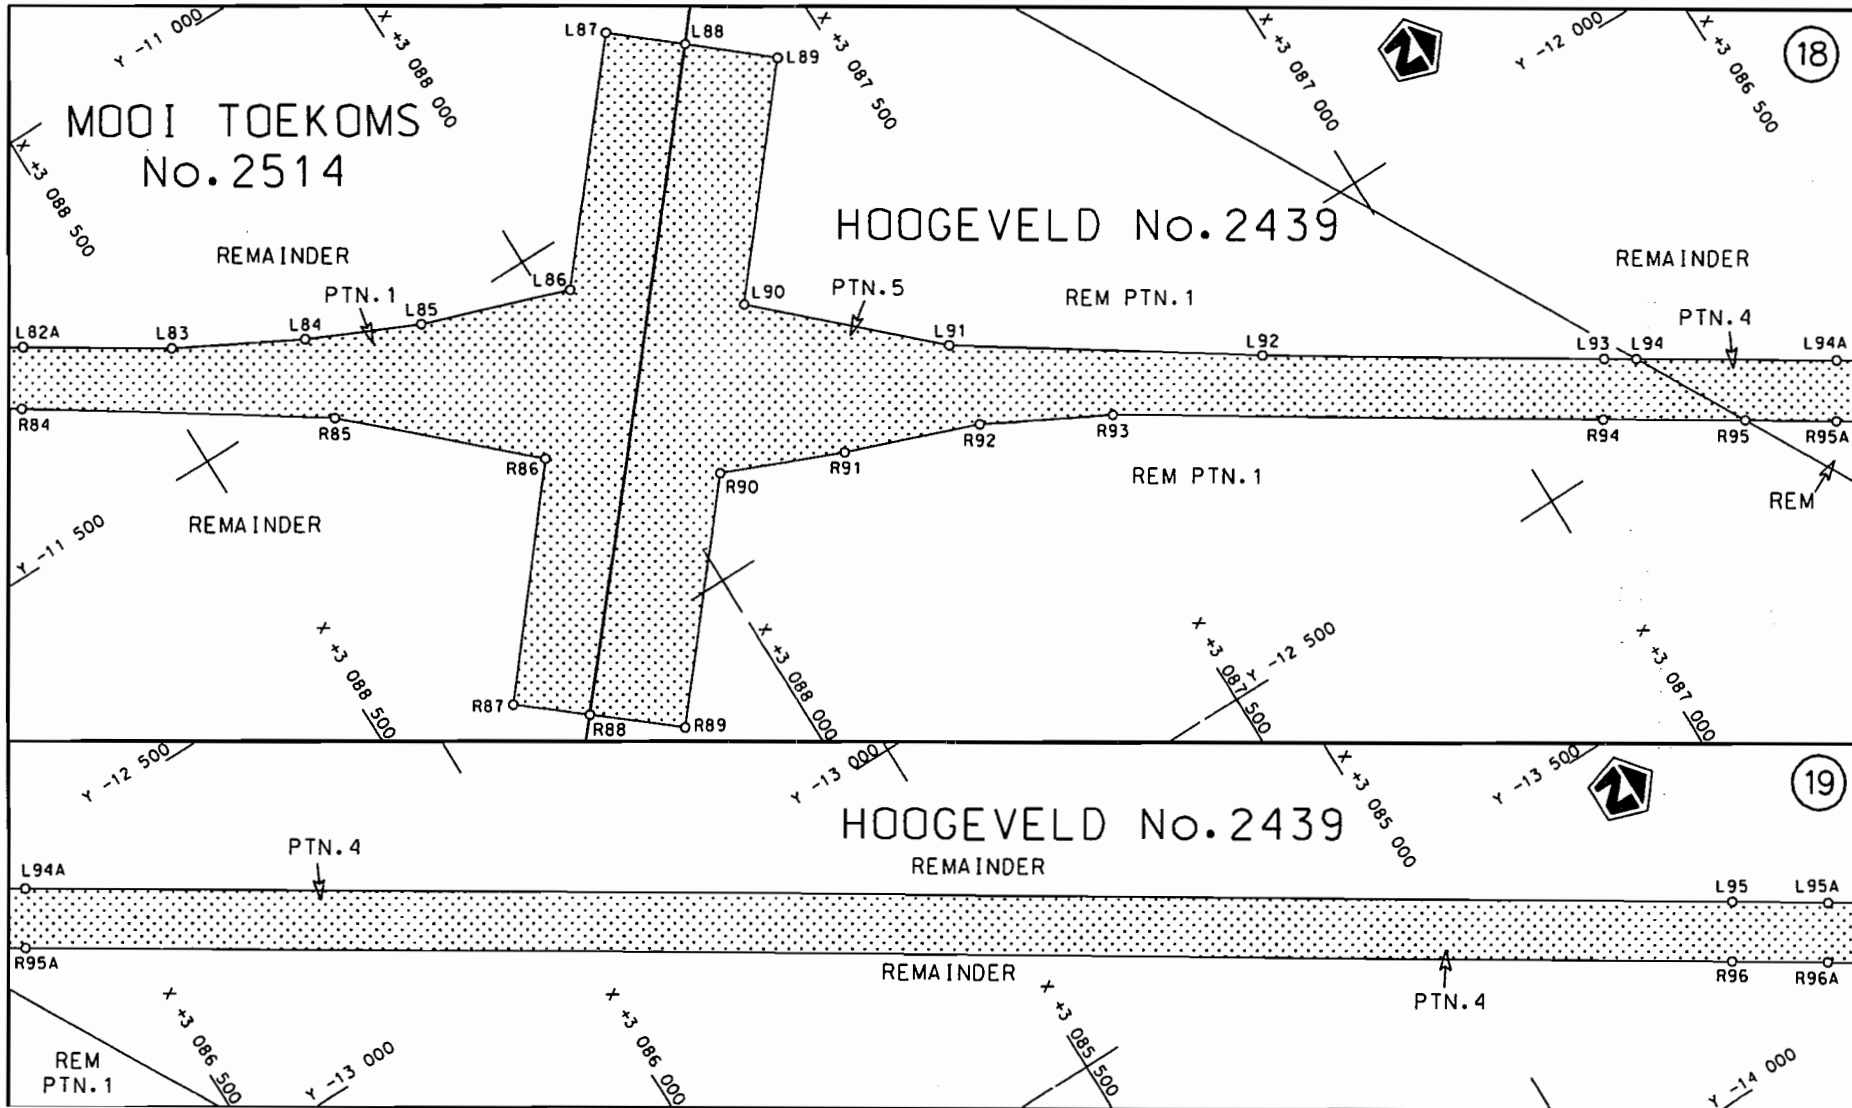 Y -11 000
X +3 088 000
L87
L88
L89
X +3 087 500
X +3 087 000
Y -12 000
X +3 086 500
18
MOOI TOEKOMS
No.2514
X +3 088 500
HOOGEVELD No.2439
REMAINDER
REMAINDER
PTN.1
L86
PTN.5
REM PTN.1
L90
PTN.4
L82A
L83
L84
L85
L91
L92
L93
L94
L94A
R84
R85
R86
R90
R91
R92
R93
R94
R95
R95A
REM PTN.1
REM
REMAINDER
Y -11 500
X +3 088 500
X +3 088 000
X +3 087 500
Y -12 500
X +3 087 000
R87
R88
R89
Y -12 500
Y -13 000
X +3 085 000
Y -13 500
19
HOOGEVELD No.2439
PTN.4
REMAINDER
L94A
L95
L95A
R95A
REMAINDER
R96
R96A
PTN.4
X +3 086 500
X +3 086 000
X +3 085 500
REM
PTN.1
Y -13 000
Y -14 000